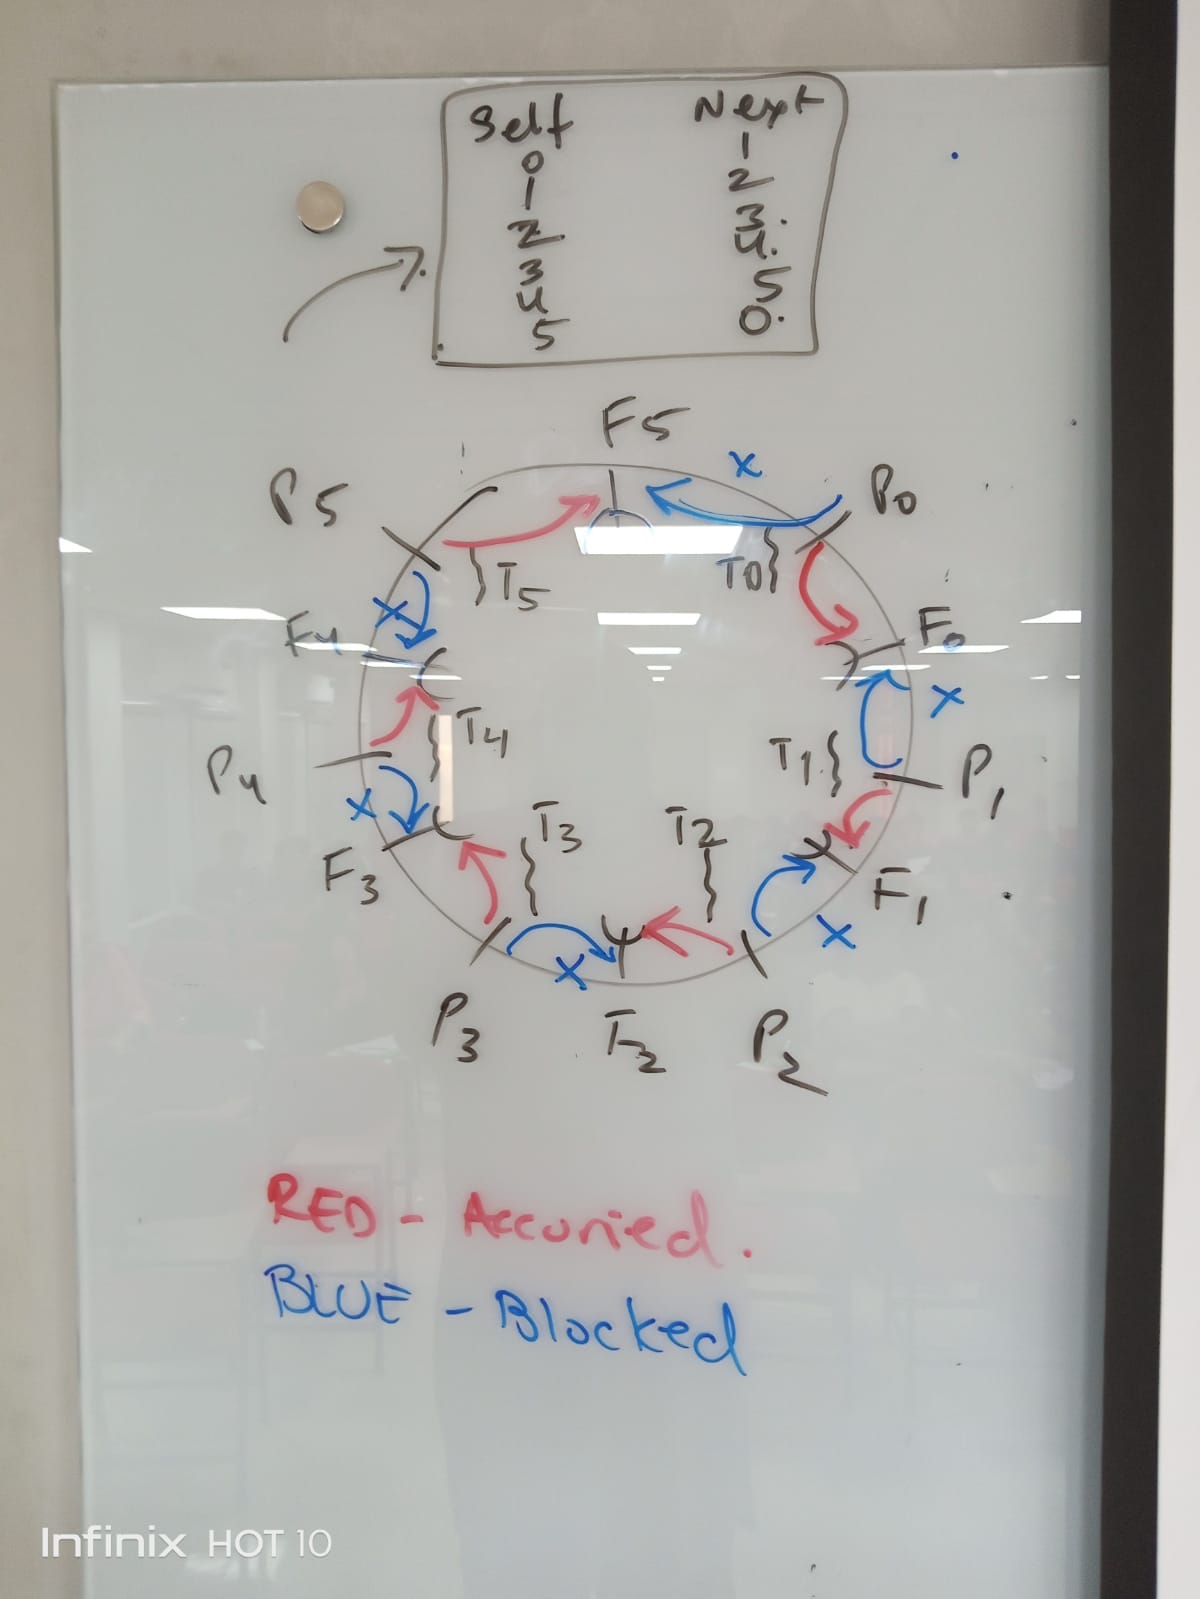 Self Next
0 1
1 2
2 3.
3 4.
4 5
5 0.
F5
x
P5
P0
T5
T0
x
F4
F0
x
T4
T1
P4
P1
x
T3
T2
F3
F1
x
x
P3
F2
P2
RED - Accuried.
BLUE - Blocked
Infinix HOT 10